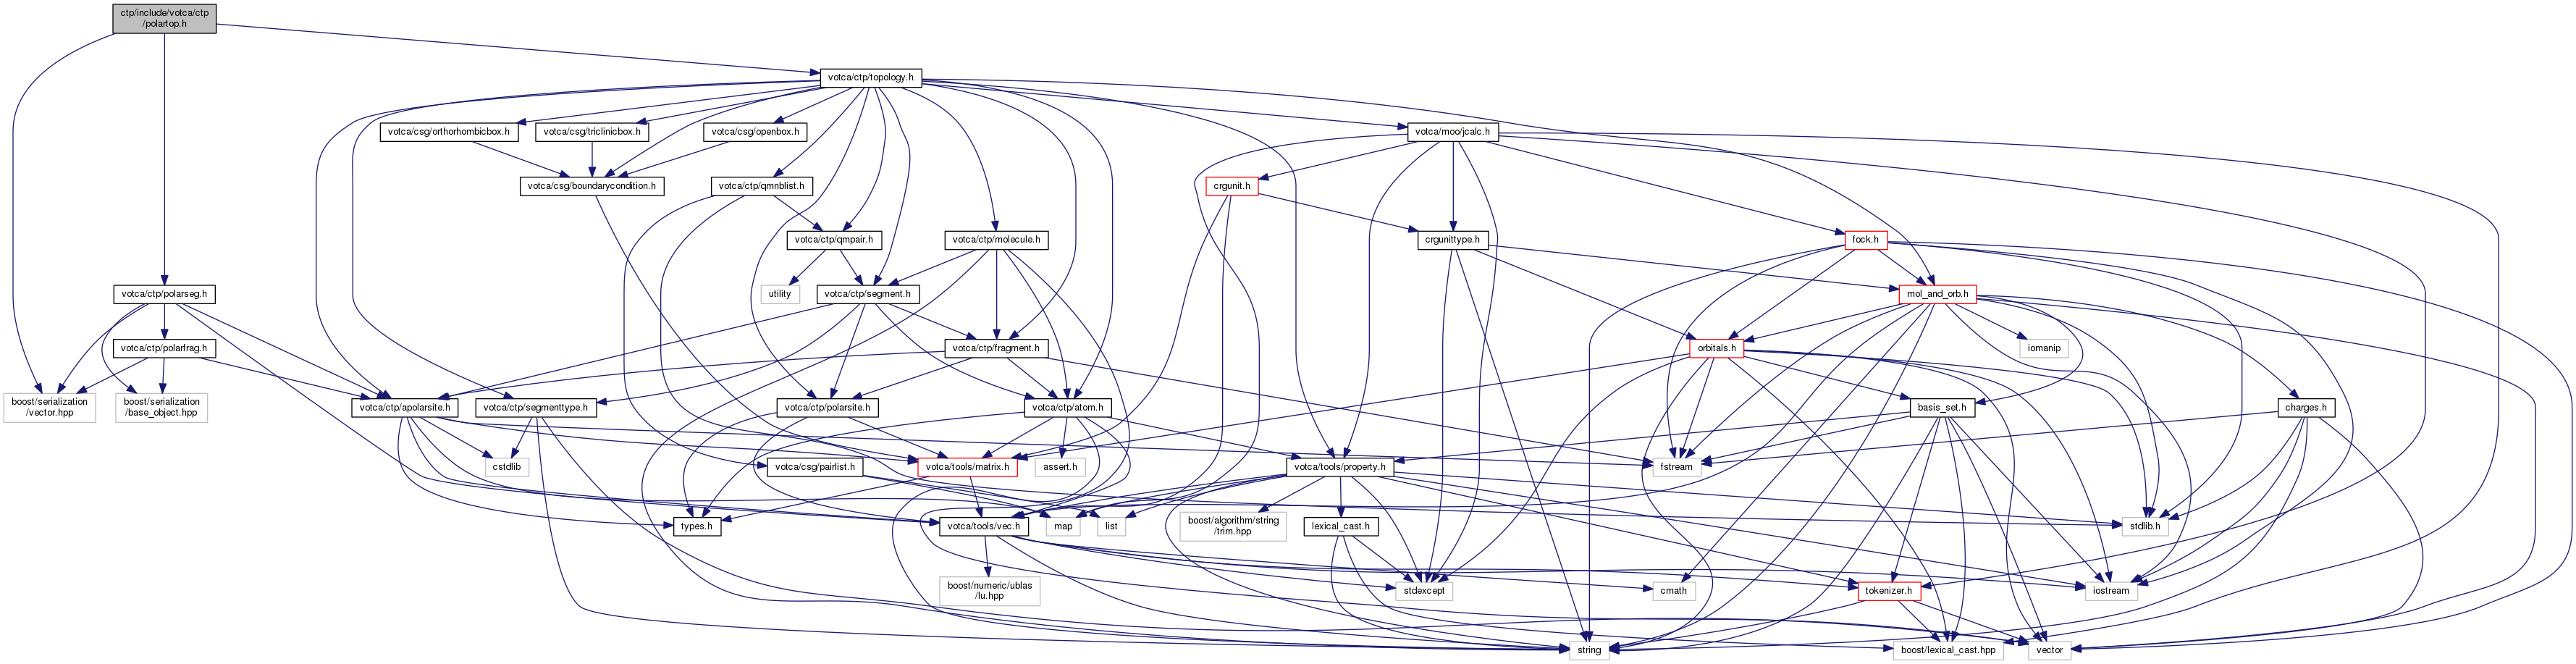 ctp/include/votca/ctp
/polartop.h
votca/ctp/topology.h
votca/csg/orthorhombicbox.h
votca/csg/triclinicbox.h
votca/csg/openbox.h
votca/moo/jcalc.h
votca/csg/boundarycondition.h
votca/ctp/qmnblist.h
crgunit.h
votca/ctp/qmpair.h
votca/ctp/molecule.h
crgunittype.h
fock.h
votca/ctp/polarseg.h
utility
votca/ctp/segment.h
mol_and_orb.h
votca/ctp/polarfrag.h
votca/ctp/fragment.h
orbitals.h
iomanip
boost/serialization
/vector.hpp
boost/serialization
/base_object.hpp
votca/ctp/apolarsite.h
votca/ctp/segmenttype.h
votca/ctp/polarsite.h
votca/ctp/atom.h
basis_set.h
charges.h
cstdlib
votca/csg/pairlist.h
votca/tools/matrix.h
assert.h
votca/tools/property.h
fstream
types.h
votca/tools/vec.h
map
list
boost/algorithm/string
/trim.hpp
lexical_cast.h
stdlib.h
boost/numeric/ublas
/lu.hpp
stdexcept
cmath
tokenizer.h
iostream
string
boost/lexical_cast.hpp
vector